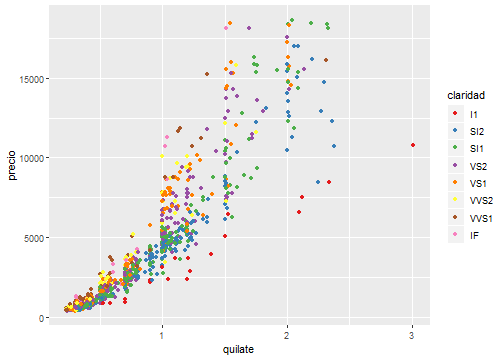 precio
15000
10000
5000
0
1
2
3
quilate
claridad
I1
SI2
SI1
VS2
VS1
VVS2
VVS1
IF